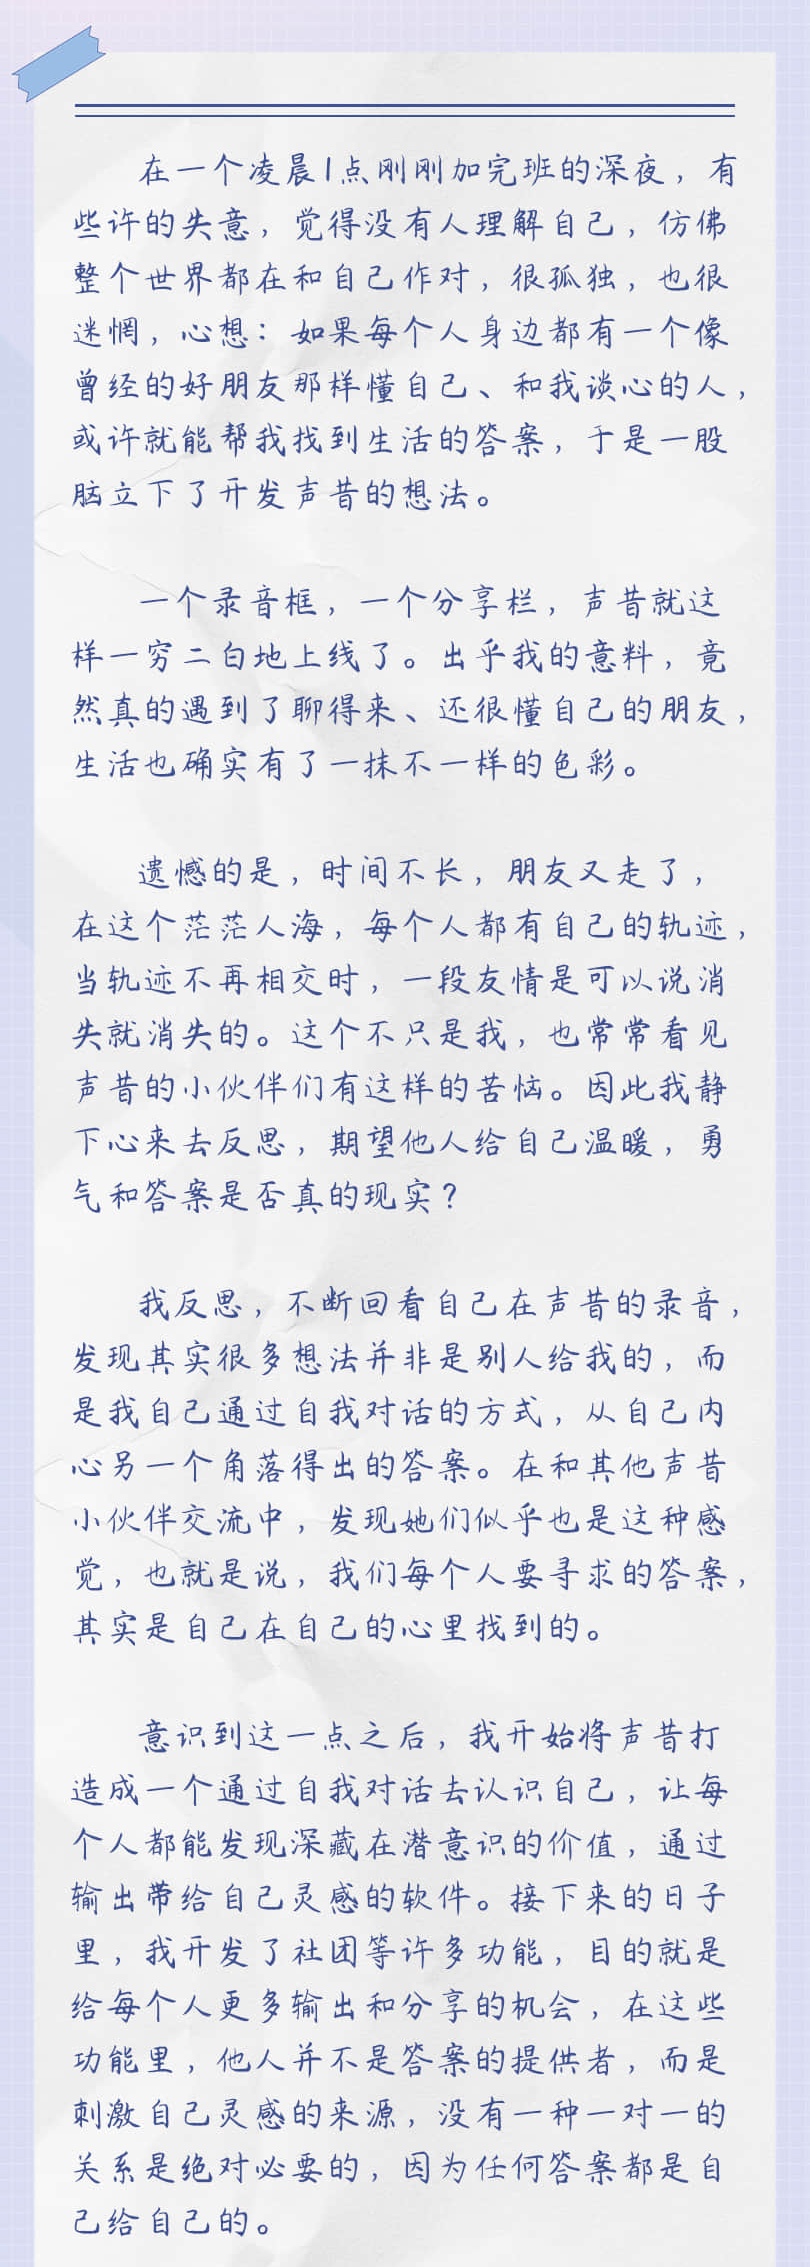 在一个凌晨1点刚刚加完班的深夜，有
些许的失意，觉得没有人理解自己，仿佛
整个世界都在和自己作对，很孤独，也很
迷惘，心想：如果每个人身边都有一个像
曾经的好朋友那样懂自己、和我谈心的人，
或许就能帮我找到生活的答案，于是一股
脑立下了开发声昔的想法。
一个录音框，一个分享栏，声昔就这
样一穷二白地上线了。出乎我的意料，竟
然真的遇到了聊得来、还很懂自己的朋友，
生活也确实有了一抹不一样的色彩。
遗憾的是，时间不长，朋友又走了，
在这个茫茫人海，每个人都有自己的轨迹，
当轨迹不再相交时，一段友情是可以说消
失就消失的。这个不只是我，也常常看见
声昔的小伙伴们有这样的苦恼。因此我静
下心来去反思，期望他人给自己温暖，勇
气和答案是否真的现实？
我反思，不断回看自己在声昔的录音，
发现其实很多想法并非是别人给我的，而
是我自己通过自我对话的方式，从自己内
心另一个角落得出的答案。在和其他声昔
小伙伴交流中，发现她们似乎也是这种感
觉，也就是说，我们每个人要寻求的答案，
其实是自己在自己的心里找到的。
意识到这一点之后，我开始将声昔打
造成一个通过自我对话去认识自己，让每
个人都能发现深藏在潜意识的价值，通过
输出带给自己灵感的软件。接下来的日子
里，我开发了社团等许多功能，目的就是
给每个人更多输出和分享的机会，在这些
功能里，他人并不是答案的提供者，而是
刺激自己灵感的来源，没有一种一对一的
关系是绝对必要的，因为任何答案都是自
己给自己的。